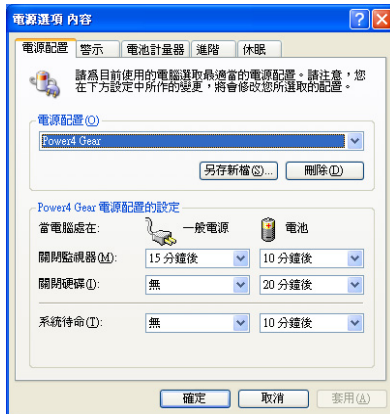 電源選項 內容
電源配置 警示 電池計量器 進階 休眠
請為目前使用的電腦選取最適當的電源配置。請注意，您
在下方設定中所作的變更，將會修改您所選取的配置。
電源配置(O)
Power4 Gear
另存新檔(S)... 刪除(D)
Power4 Gear 電源配置的設定
當電腦處在: 一般電源 電池
關閉監視器(M): 15 分鐘後 10 分鐘後
關閉硬碟(I): 無 20 分鐘後
系統待命(T): 無 10 分鐘後
確定 取消 套用(A)